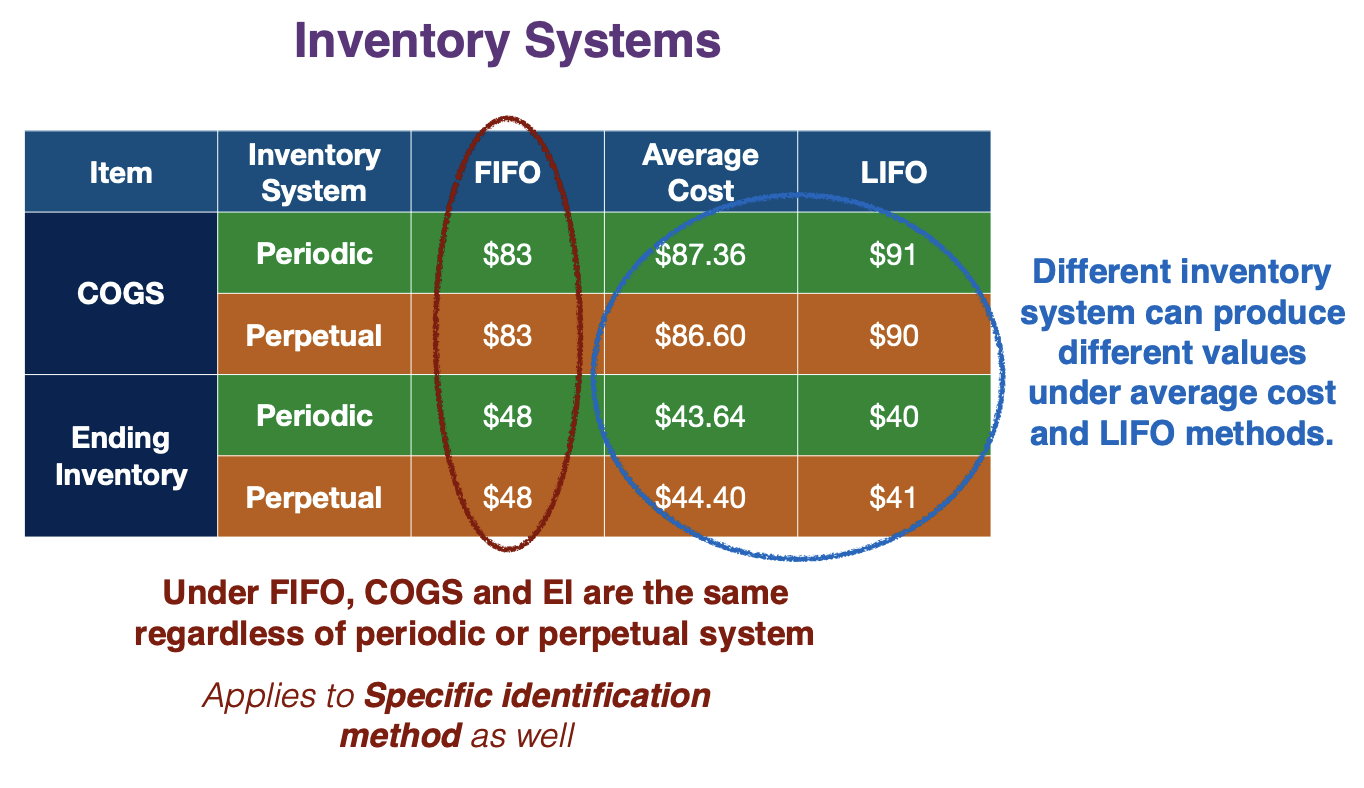 Inventory Systems
Item
Inventory
System
FIFO
Average
Cost
LIFO
COGS
Periodic
$83
$87.36
$91
Perpetual
$83
$86.60
$90
Ending
Inventory
Periodic
$48
$43.64
$40
Perpetual
$48
$44.40
$41
Different inventory
system can produce
different values
under average cost
and LIFO methods.
Under FIFO, COGS and EI are the same
regardless of periodic or perpetual system
Applies to Specific identification
method as well